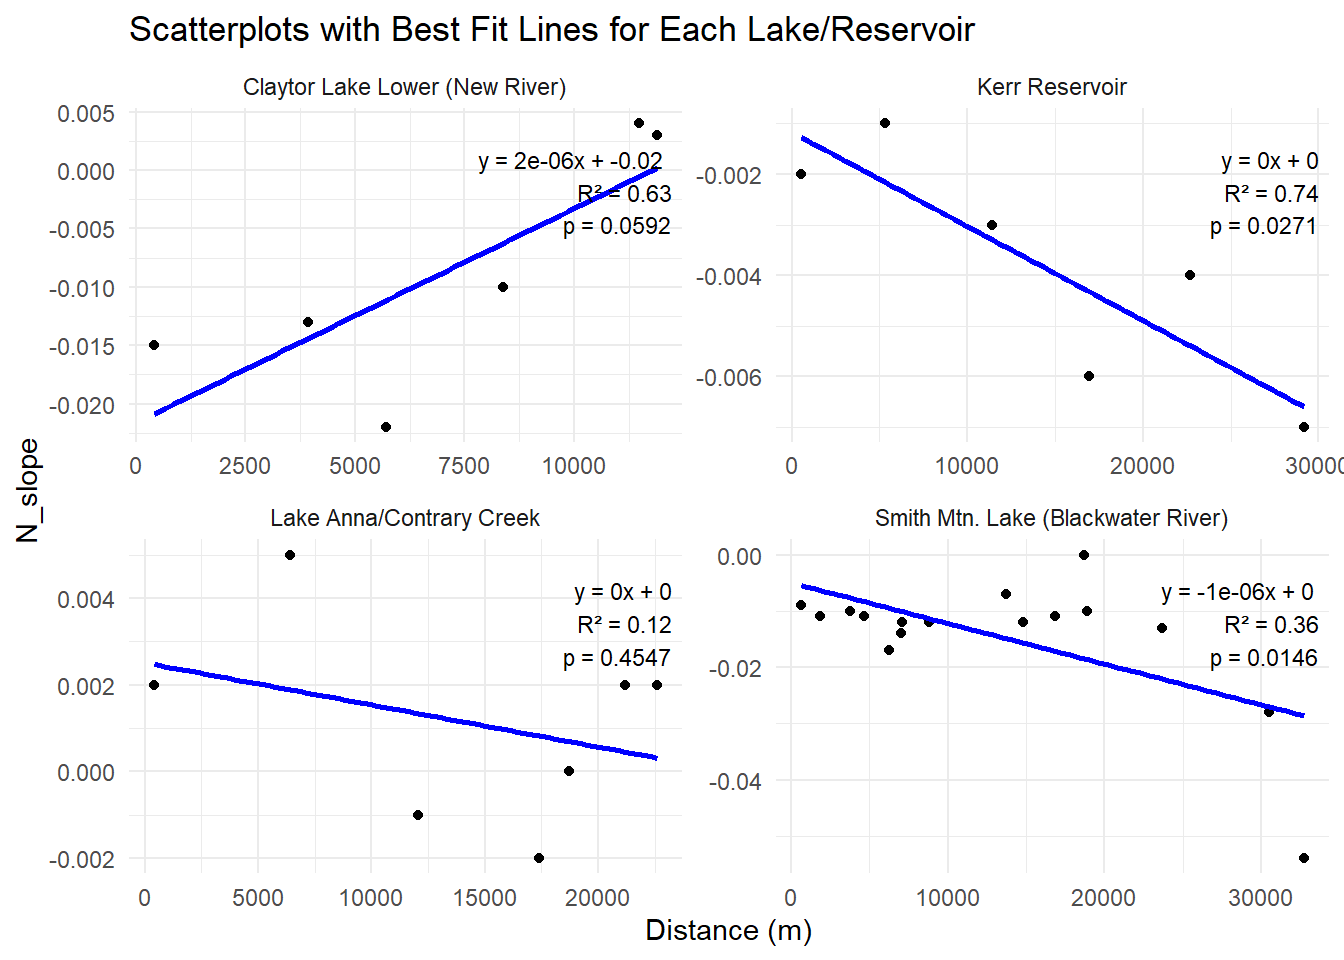 Scatterplots with Best Fit Lines for Each Lake/Reservoir
Claytor Lake Lower (New River)
0.005
0.000
-0.005
-0.010
-0.015
-0.020
y = 2e-06x + -0.02
R² = 0.63
p = 0.0592
0
2500
5000
7500
10000
Kerr Reservoir
-0.002
-0.004
-0.006
y = 0x + 0
R² = 0.74
p = 0.0271
0
10000
20000
30000
N_slope
Lake Anna/Contrary Creek
0.004
0.002
0.000
-0.002
y = 0x + 0
R² = 0.12
p = 0.4547
0
5000
10000
15000
20000
Smith Mtn. Lake (Blackwater River)
0.00
-0.02
-0.04
y = -1e-06x + 0
R² = 0.36
p = 0.0146
0
10000
20000
30000
Distance (m)